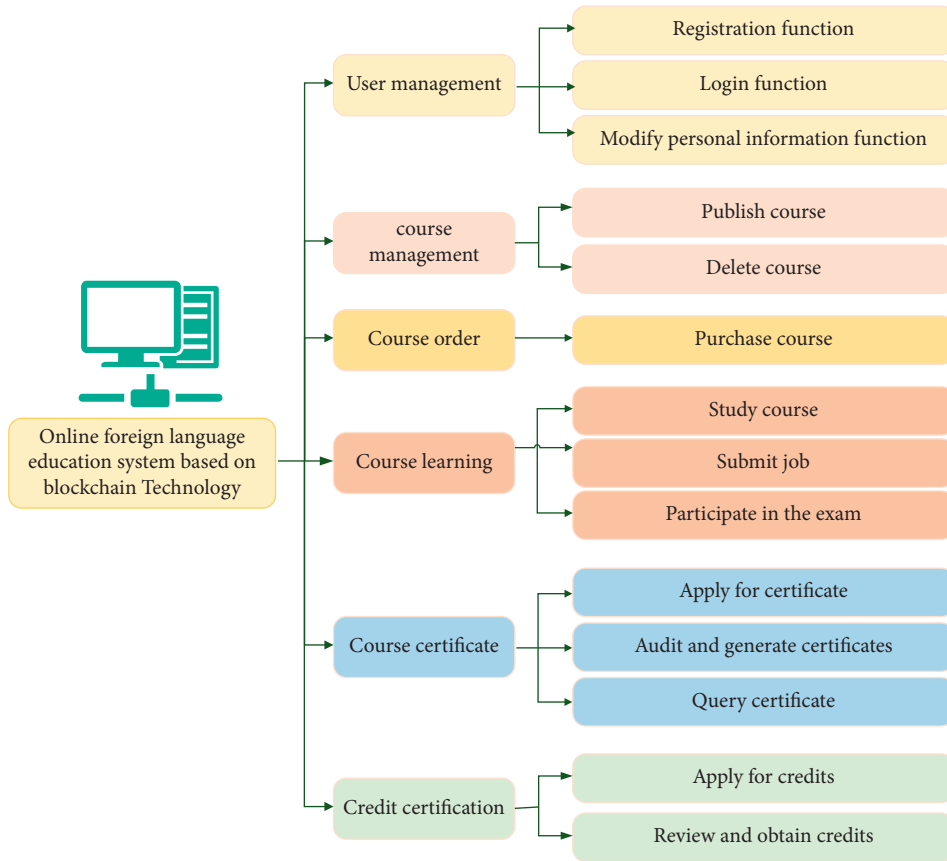 Online foreign language
education system based on
blockchain Technology
User management
Registration function
Login function
Modify personal information function
course
management
Publish course
Delete course
Course order
Purchase course
Course learning
Study course
Submit job
Participate in the exam
Course certificate
Apply for certificate
Audit and generate certificates
Query certificate
Credit certification
Apply for credits
Review and obtain credits